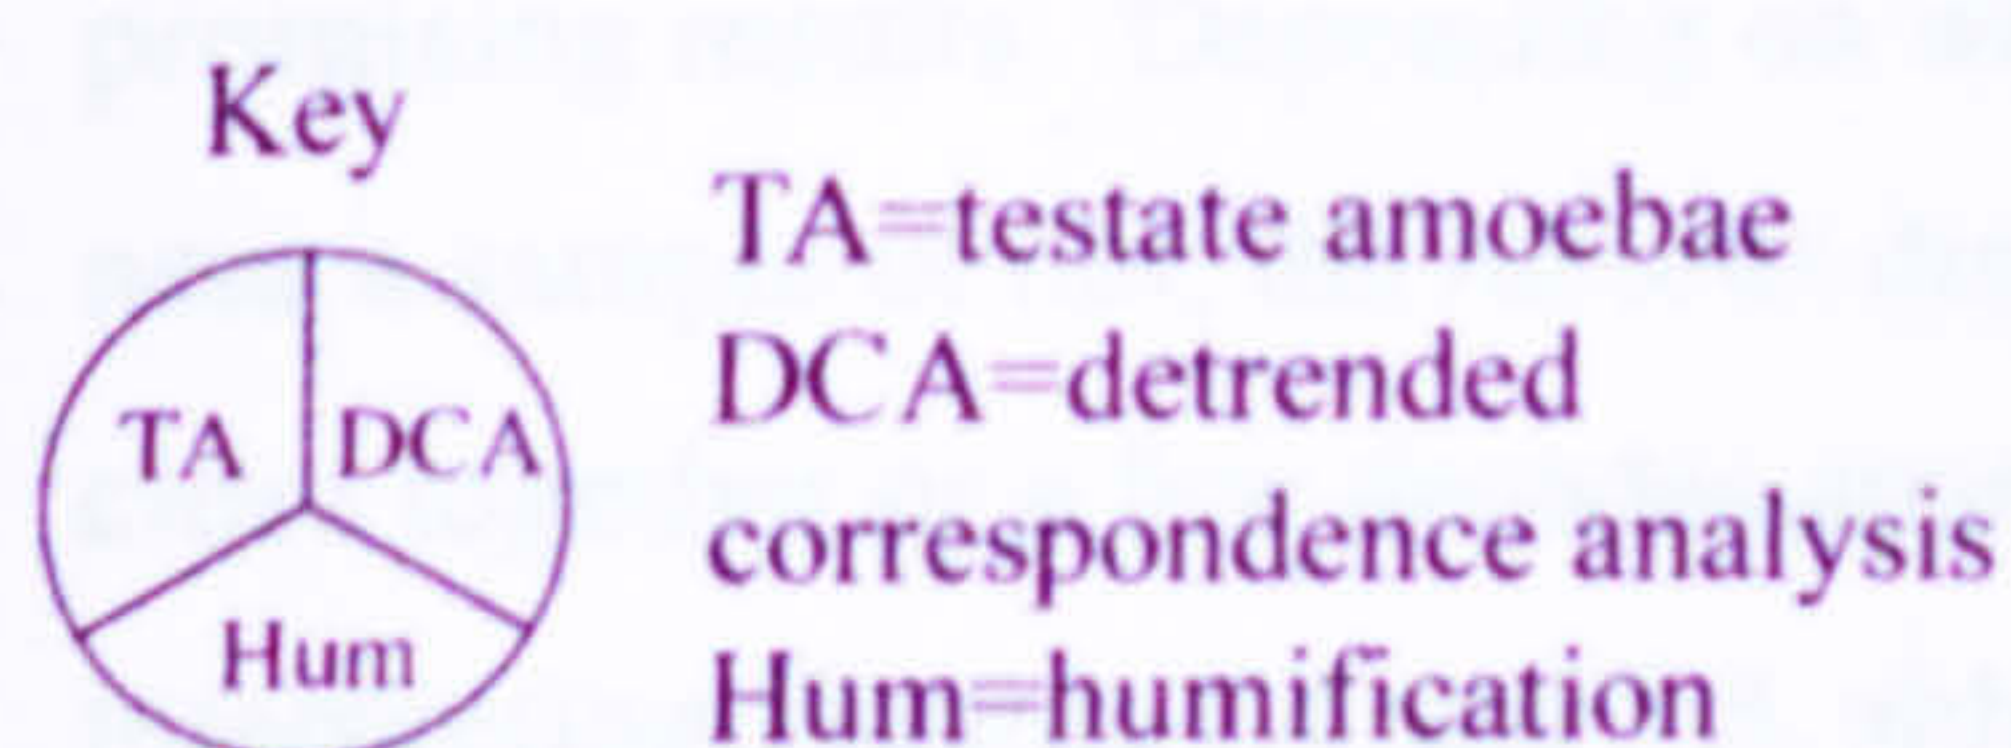 Key
TA=testate amoebae
DCA=detrended
correspondence analysis
Hum=humification
TA DCA
Hum